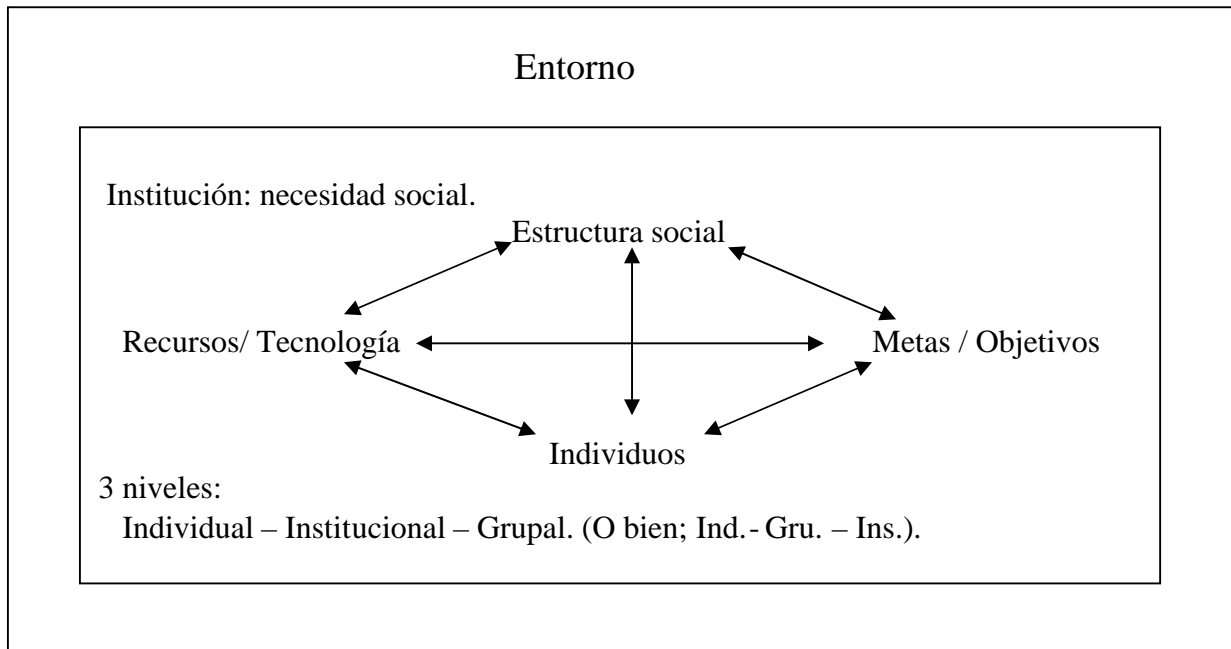 Entorno
Institución: necesidad social.
Estructura social
Recursos/ Tecnología
Metas / Objetivos
Individuos
3 niveles:
Individual – Institucional – Grupal. (O bien; Ind.- Gru. – Ins.).